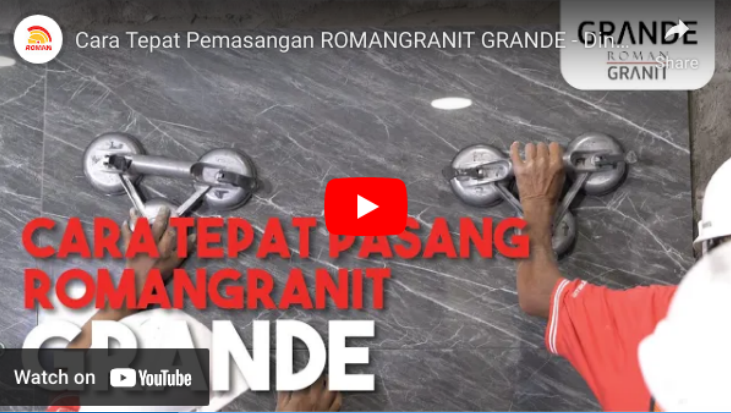 ROMAN
Cara Tepat Pemasangan ROMANGRANIT GRANDE - Din...
GRANDE
ROMAN
GRANIT
Share
CARA TEPAT PASANG
ROMANGRANIT
GRANDE
Watch on YouTube